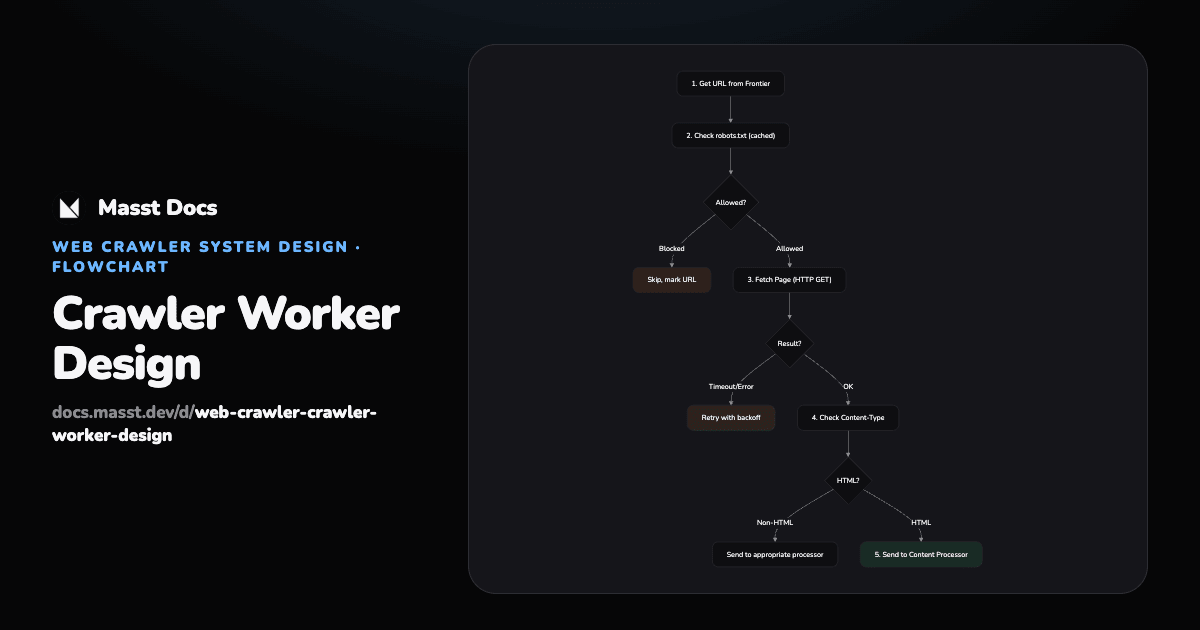 Masst Docs
WEB CRAWLER SYSTEM DESIGN ·
FLOWCHART
Crawler Worker
Design
docs.masst.dev/d/web-crawler-crawler-
worker-design
1. Get URL from Frontier
2. Check robots.txt (cached)
Allowed?
Blocked
Allowed
Skip, mark URL
3. Fetch Page (HTTP GET)
Result?
Timeout/Error
OK
Retry with backoff
4. Check Content-Type
HTML?
Non-HTML
HTML
Send to appropriate processor
5. Send to Content Processor